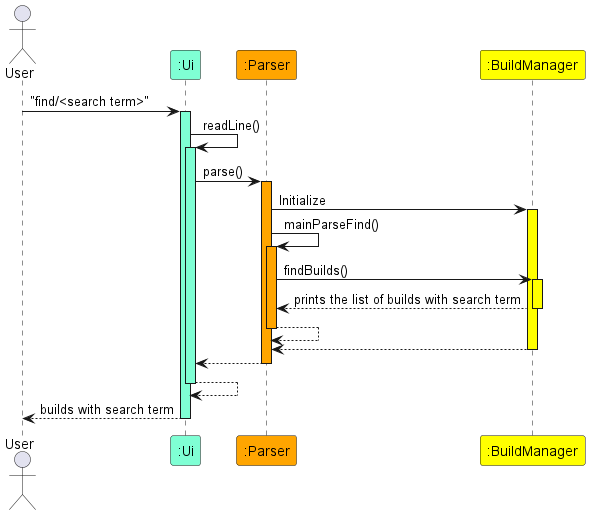 User
:Ui
:Parser
:BuildManager
"find/<search term>"
readLine()
parse()
Initialize
mainParseFind()
findBuilds()
prints the list of builds with search term
builds with search term
User
:Ui
:Parser
:BuildManager